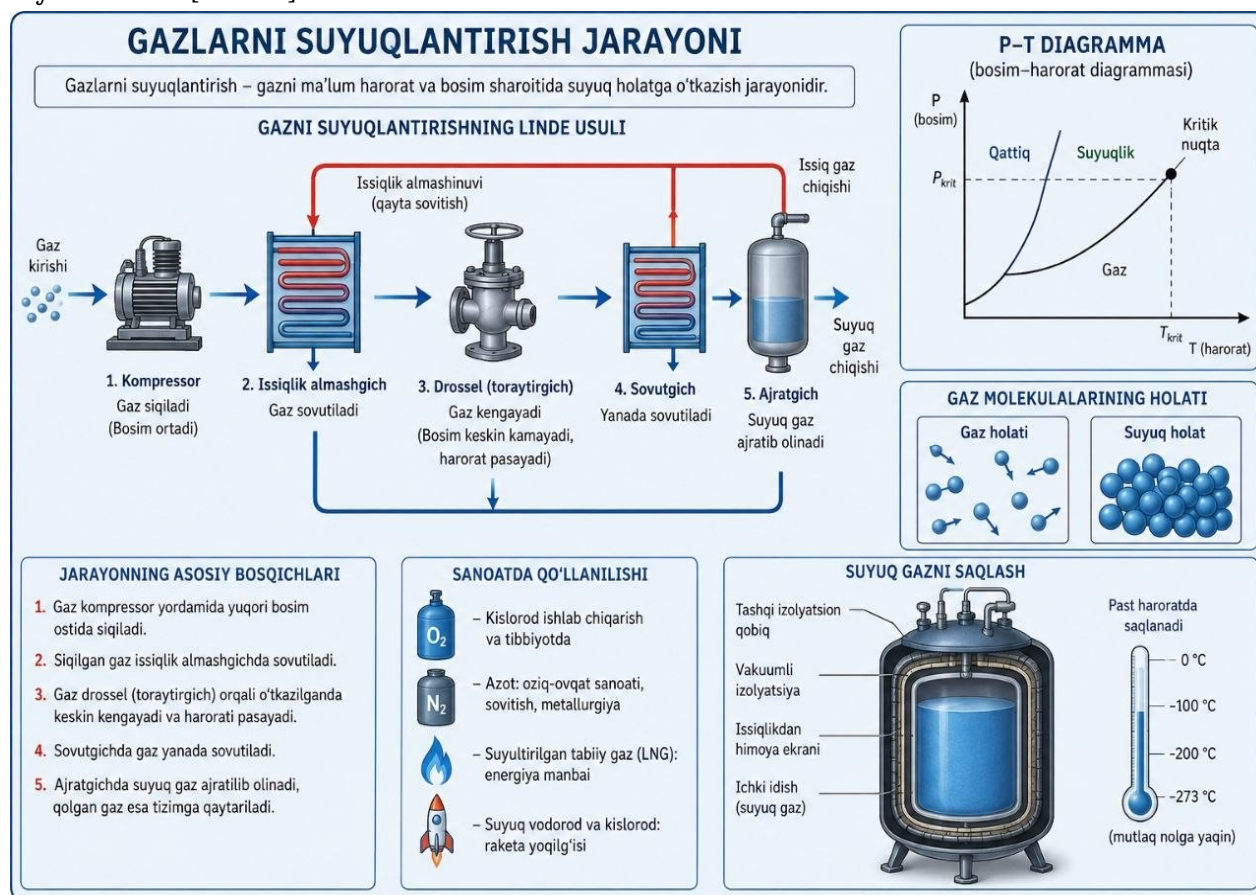 GAZLARNI SUYUQLANTIRISH JARAYONI
Gazlarni suyuqlantirish – gazni ma’lum harorat va bosim sharoitida suyuq holatga o‘tkazish jarayonidir.
GAZNI SUYUQLANTIRISHNING LINDE USULI
Gaz
kirishi
Issiqlik almashinuvi
(qayta sovitish)
Issiq gaz
chiqishi
Suyuq
gaz
chiqishi
1. Kompressor
Gaz siqiladi
(Bosim ortadi)
2. Issiqlik almashgich
Gaz sovutiladi
3. Drossel (toraytirgich)
Gaz kengayadi
(Bosim keskin kamayadi,
harorat pasayadi)
4. Sovutgich
Yanada sovutiladi
5. Ajratgich
Suyuq gaz
ajratib olinadi
P–T DIAGRAMMA
(bosim–harorat diagrammasi)
P
(bosim)
Qattiq
Suyuqlik
Kritik
nuqta
Pkrit
Gaz
Tkrit
T (harorat)
GAZ MOLEKULALARINING HOLATI
Gaz holati
Suyuq holat
JARAYONNING ASOSIY BOSQICHLARI
1. Gaz kompressor yordamida yuqori bosim
ostida siqiladi.
2. Siqilgan gaz issiqlik almashgichda sovutiladi.
3. Gaz drossel (toraytirgich) orqali o‘tkazilganda
keskin kengayadi va harorati pasayadi.
4. Sovutgichda gaz yanada sovutiladi.
5. Ajratgichda suyuq gaz ajratilib olinadi,
qolgan gaz esa tizimga qaytariladi.
SANOATDA QO‘LLANILISHI
O2
– Kislorod ishlab chiqarish
va tibbiyotda
N2
– Azot: oziq-ovqat sanoati,
sovitish, metallurgiya
– Suyultirilgan tabiiy gaz (LNG):
energiya manbai
– Suyuq vodorod va kislorod:
raketa yoqilg‘isi
SUYUQ GAZNI SAQLASH
Tashqi izolyatsion
qobiq
Vakuumli
izolyatsiya
Issiqlikdan
himoya ekrani
Ichki idish
(suyuq gaz)
Past haroratda
saqlanadi
0 °C
-100 °C
-200 °C
-273 °C
(mutlaq nolga yaqin)